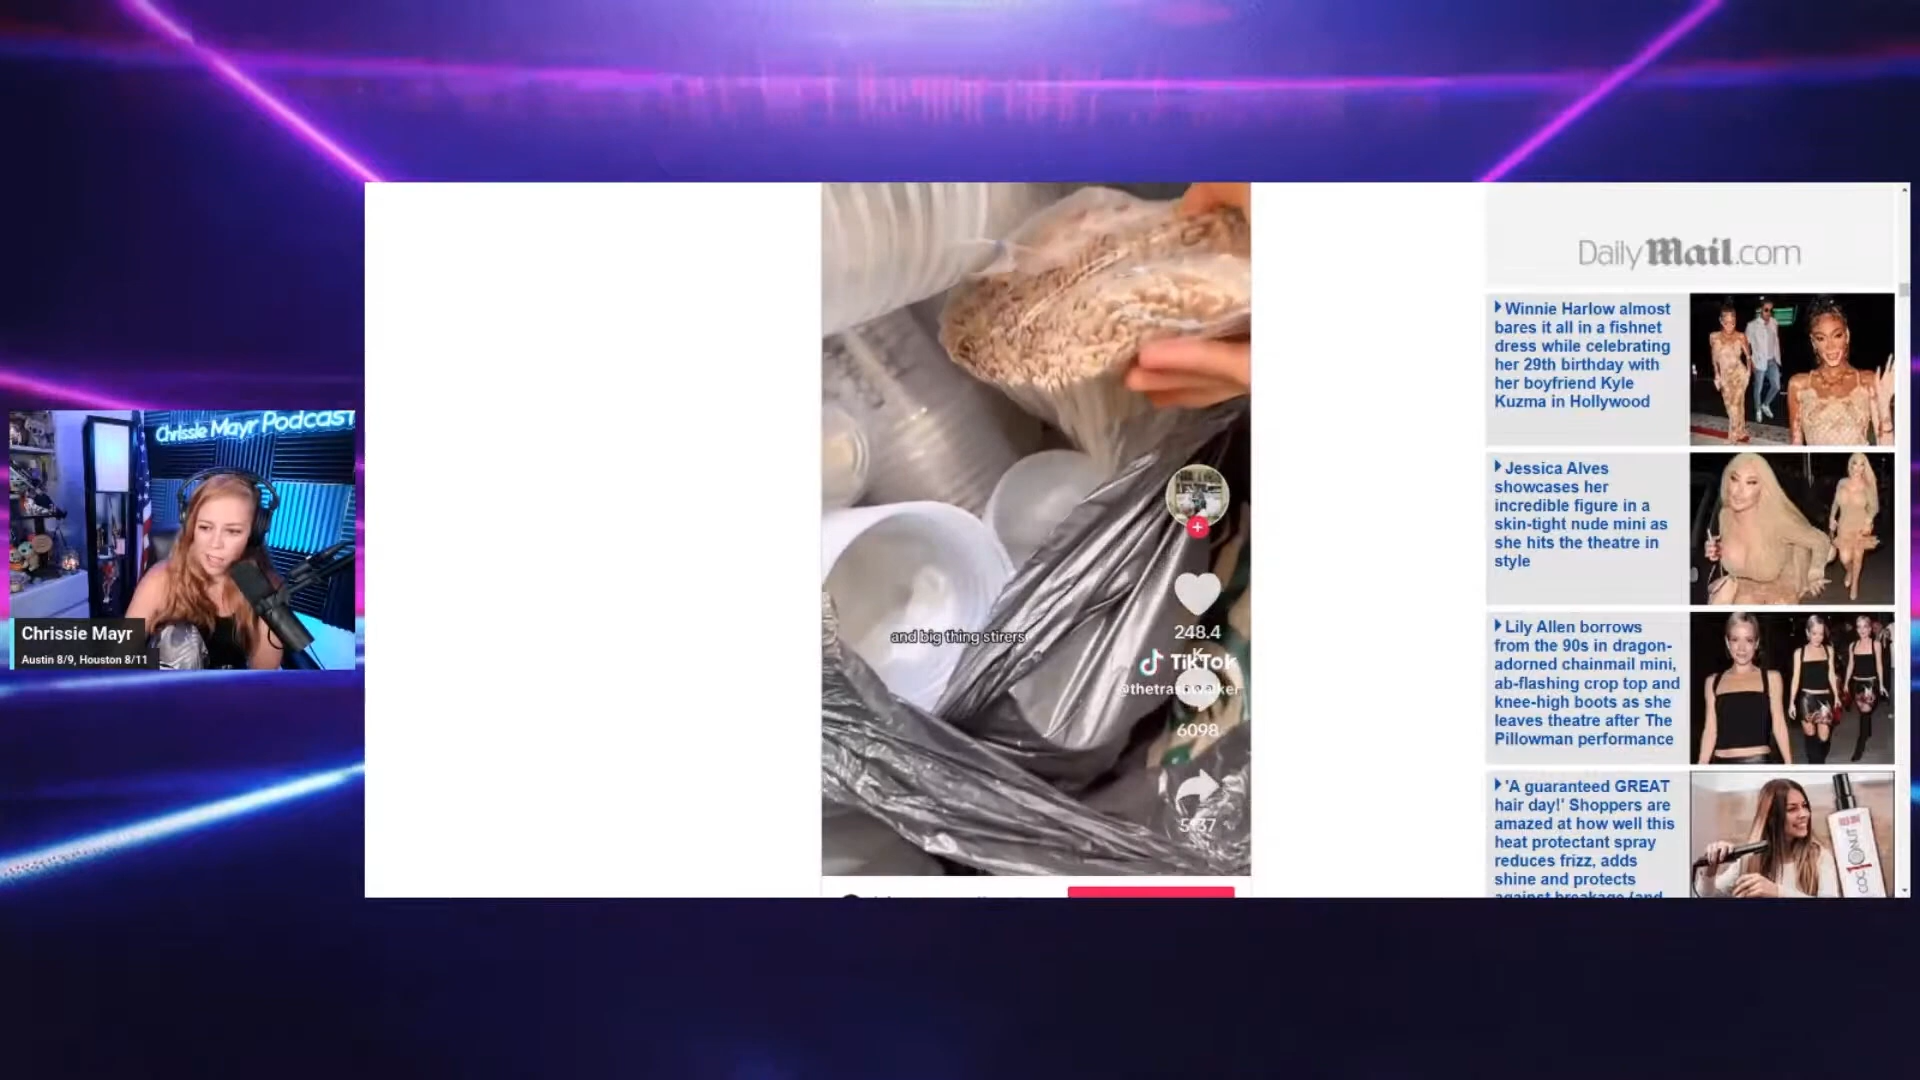 Chrissie Mayr Podcast
Chrissie Mayr
Austin 8/9, Houston 8/11
and big thing stirers
248.4
K
TikTok
6098
5137
DailyMail.com
Winnie Harlow almost
bares it all in a fishnet
dress while celebrating
her 29th birthday with
her boyfriend Kyle
Kuzma in Hollywood
Jessica Alves
showcases her
incredible figure in a
skin-tight nude mini as
she hits the theatre in
style
Lily Allen borrows
from the 90s in dragon-
adorned chainmail mini,
ab-flashing crop top and
knee-high boots as she
leaves theatre after The
Pillowman performance
'A guaranteed GREAT
hair day!' Shoppers are
amazed at how well this
heat protectant spray
reduces frizz, adds
shine and protects
against breakage (and